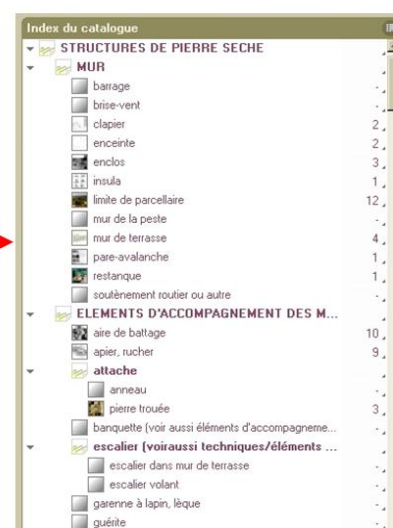 Index du catalogue
STRUCTURES DE PIERRE SECHE
MUR
barrage -
brise-vent -
clapier 2
enceinte 2
enclos 3
insula 1
limite de parcellaire 12
mur de la peste -
mur de terrasse 4
pare-avalanche 1
restanque 1
soutènement routier ou autre -
ELEMENTS D'ACCOMPAGNEMENT DES M...
aire de battage 10
apier, rucher 9
attache
anneau -
pierre trouée 3
banquette (voir aussi éléments d'accompagneme... -
escalier (voiraussi techniques/éléments ...
escalier dans mur de terrasse -
escalier volant -
garenne à lapin, lèque -
guérite -